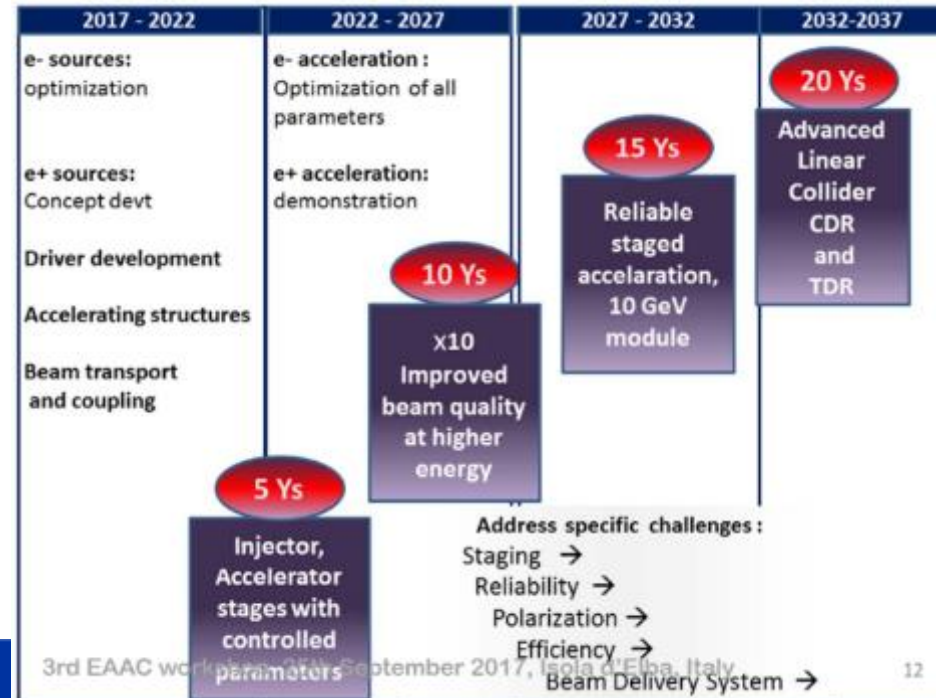 2017 - 2022
2022 - 2027
2027 - 2032
2032-2037
e- sources:
optimization
e+ sources:
Concept devt
Driver development
Accelerating structures
Beam transport
and coupling
e- acceleration :
Optimization of all
parameters
e+ acceleration:
demonstration
5 Ys
Injector,
Accelerator
stages with
controlled
parameters
10 Ys
x10
Improved
beam quality
at higher
energy
15 Ys
Reliable
staged
accelaration,
10 GeV
module
20 Ys
Advanced
Linear
Collider
CDR
and
TDR
Address specific challenges :
Staging →
Reliability →
Polarization →
Efficiency →
Beam Delivery System →
3rd EAAC workshop, 25th September 2017, Isola d'Elba, Italy
12